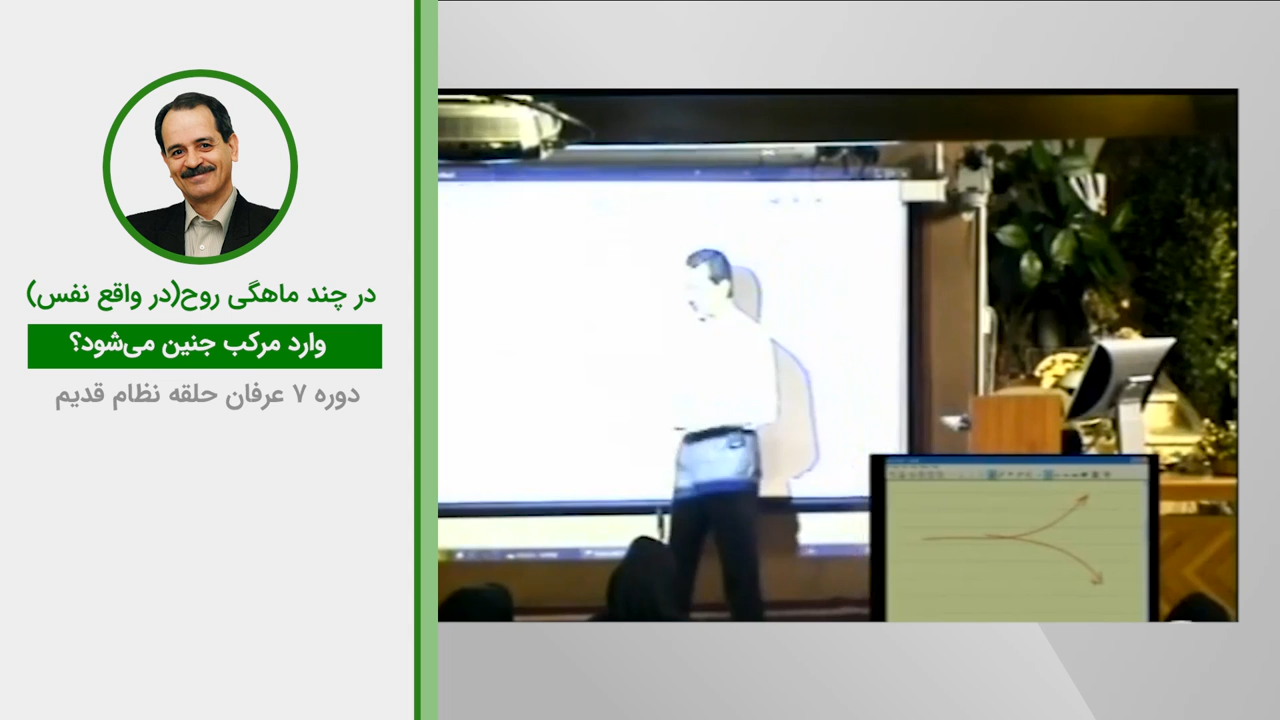 در چند ماهگی روح(در واقع نفس)
وارد مرکب جنین می‌شود؟
دوره ۷ عرفان حلقه نظام قدیم